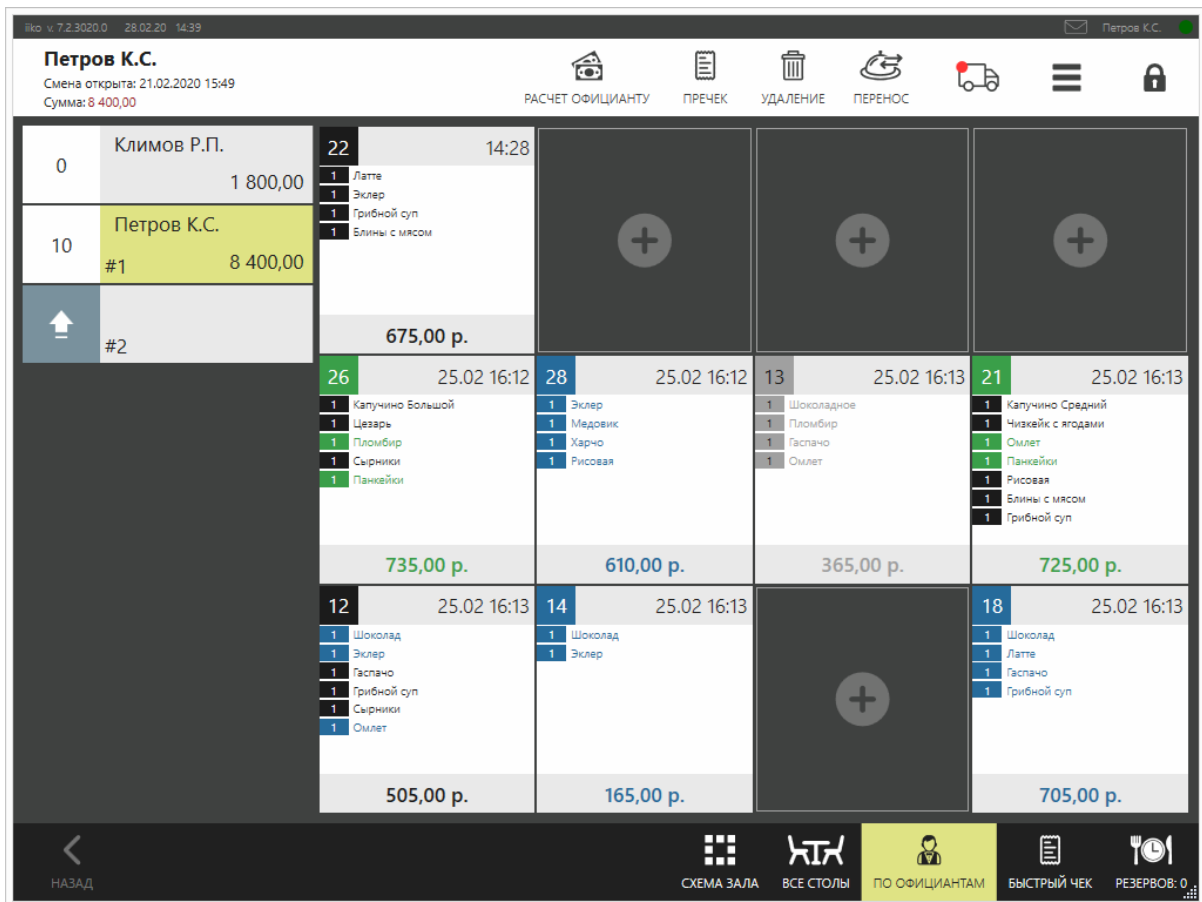 iiko v. 7.2.3020.0 28.02.20 14:39 Петров К.С.
Петров К.С.
Смена открыта: 21.02.2020 15:49
Сумма: 8 400,00
РАСЧЕТ ОФИЦИАНТУ ПРЕЧЕК УДАЛЕНИЕ ПЕРЕНОС
0 Климов Р.П.
1 800,00
10 Петров К.С.
#1 8 400,00
#2
22 14:28
1 Латте
1 Эклер
1 Грибной суп
1 Блины с мясом
675,00 р.
26 25.02 16:12
1 Капучино Большой
1 Цезарь
1 Пломбир
1 Сырники
1 Панкейки
735,00 р.
28 25.02 16:12
1 Эклер
1 Медовик
1 Харчо
1 Рисовая
610,00 р.
13 25.02 16:13
1 Шоколадное
1 Пломбир
1 Гаспачо
1 Омлет
365,00 р.
21 25.02 16:13
1 Капучино Средний
1 Чизкейк с ягодами
1 Омлет
1 Панкейки
1 Рисовая
1 Блины с мясом
1 Грибной суп
725,00 р.
12 25.02 16:13
1 Шоколад
1 Эклер
1 Гаспачо
1 Грибной суп
1 Сырники
1 Омлет
505,00 р.
14 25.02 16:13
1 Шоколад
1 Эклер
165,00 р.
18 25.02 16:13
1 Шоколад
1 Латте
1 Гаспачо
1 Грибной суп
705,00 р.
НАЗАД СХЕМА ЗАЛА ВСЕ СТОЛЫ ПО ОФИЦИАНТАМ БЫСТРЫЙ ЧЕК РЕЗЕРВОВ: 0